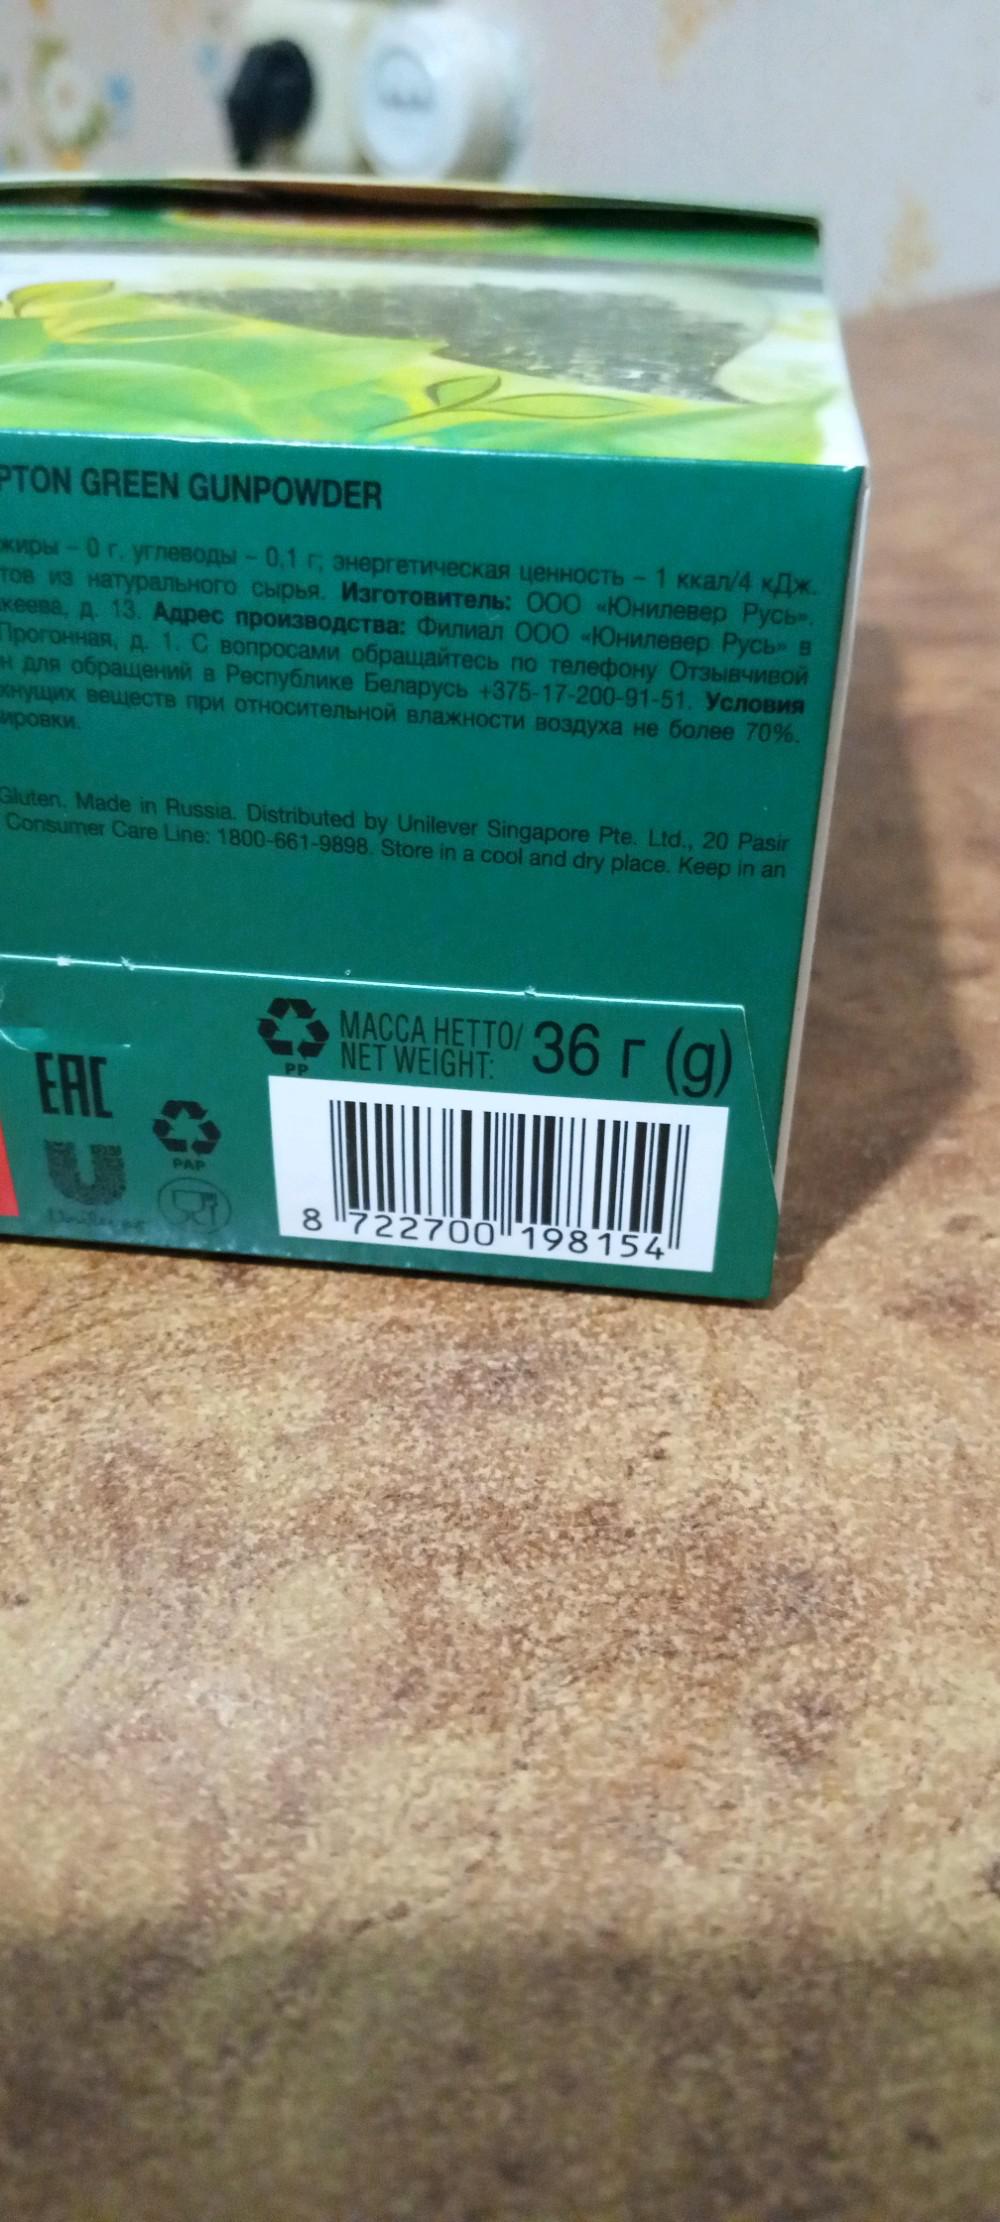 PTON GREEN GUNPOWDER
жиры – 0 г, углеводы – 0,1 г; энергетическая ценность – 1 ккал/4 кДж.
тов из натурального сырья. Изготовитель: ООО «Юнилевер Русь».
кеева, д. 13. Адрес производства: Филиал ООО «Юнилевер Русь» в
Прогонная, д. 1. С вопросами обращайтесь по телефону Отзывчивой
н для обращений в Республике Беларусь +375-17-200-91-51. Условия
хнущих веществ при относительной влажности воздуха не более 70%.
ировки.
Gluten. Made in Russia. Distributed by Unilever Singapore Pte. Ltd., 20 Pasir
Consumer Care Line: 1800-661-9898. Store in a cool and dry place. Keep in an
МАССА НЕТТО/ 36 г (g)
NET WEIGHT:
PP
EAC
PAP
Unilever
8 722700 198154